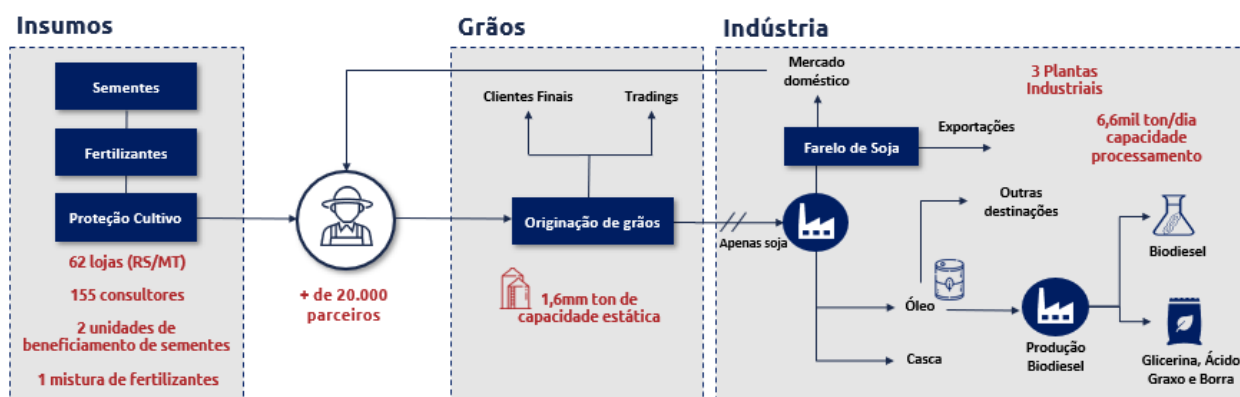 Insumos
Sementes
Fertilizantes
Proteção Cultivo
62 lojas (RS/MT)
155 consultores
2 unidades de
beneficiamento de sementes
1 mistura de fertilizantes
+ de 20.000
parceiros
Grãos
Clientes Finais
Tradings
Originação de grãos
1,6mm ton de
capacidade estática
Apenas soja
Indústria
Mercado
doméstico
3 Plantas
Industriais
6,6mil ton/dia
capacidade
processamento
Farelo de Soja
Exportações
Outras
destinações
Óleo
Casca
Produção
Biodiesel
Biodiesel
Glicerina, Ácido
Graxo e Borra